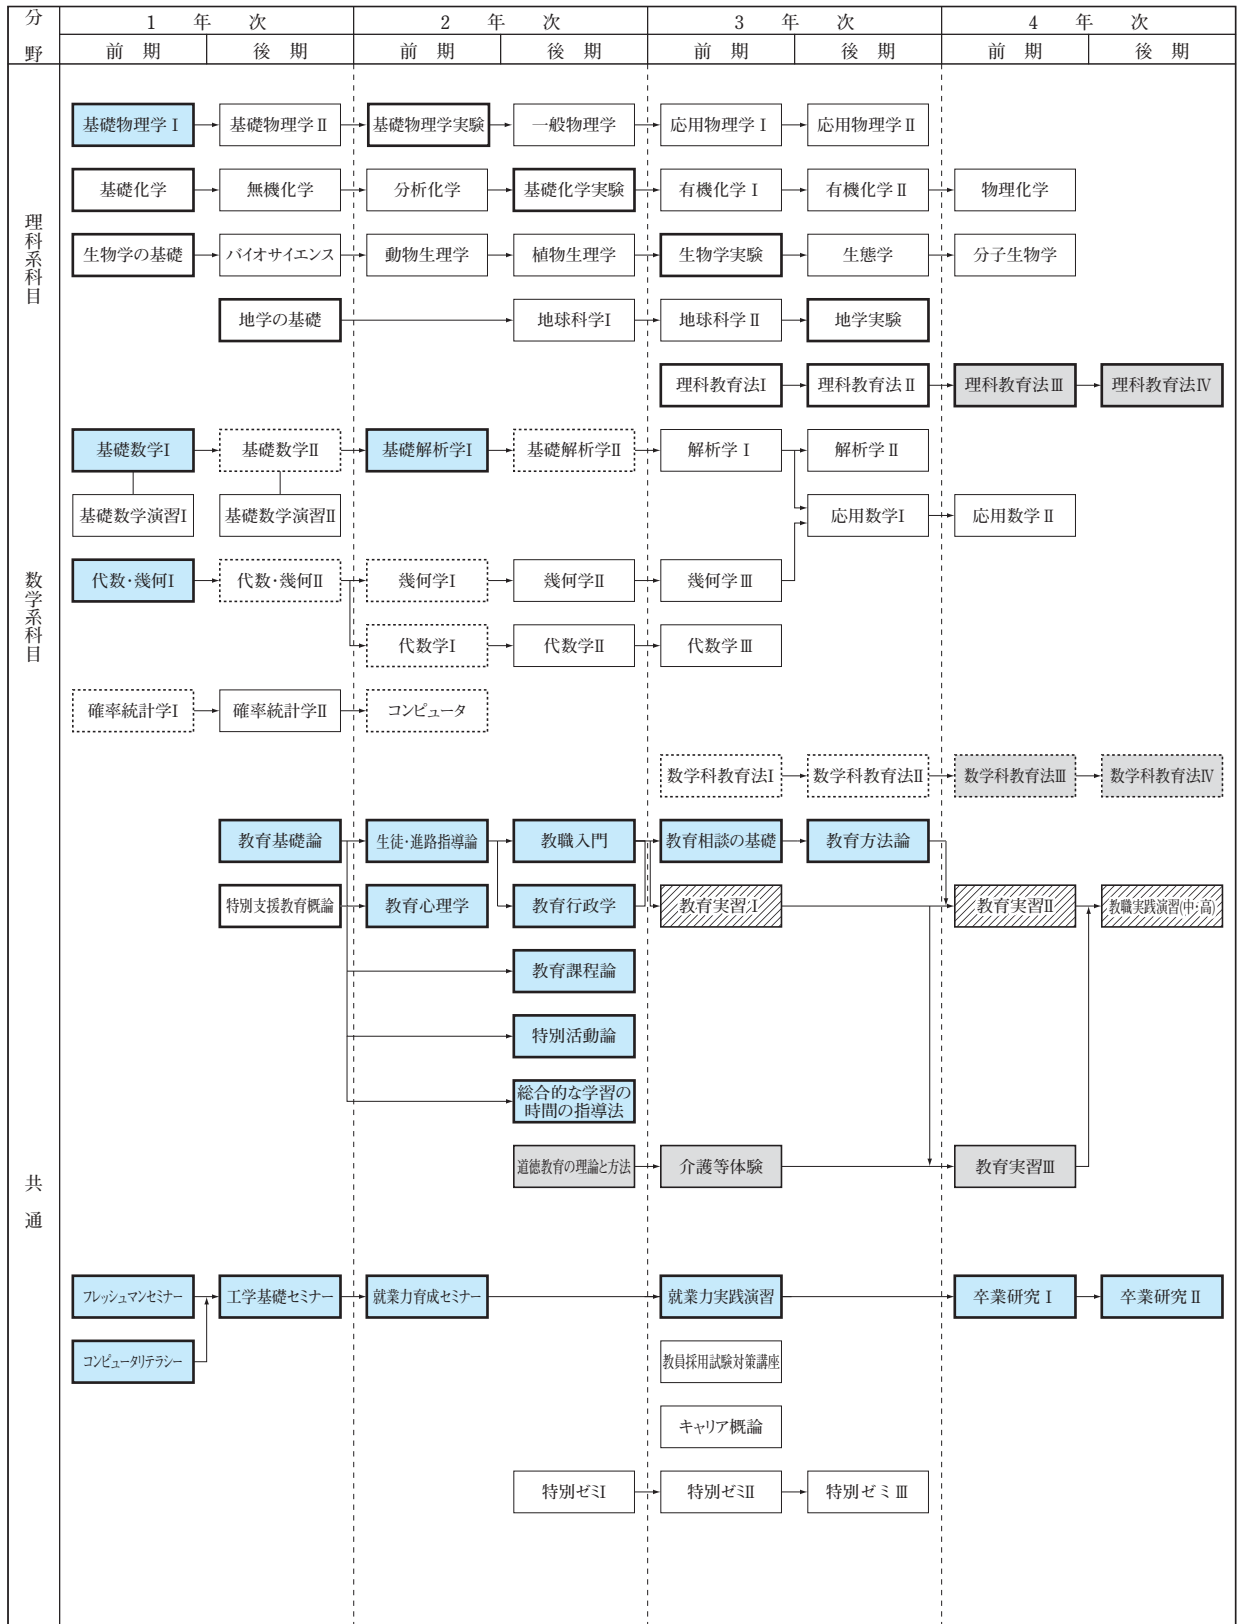 分野
1 年 次
2 年 次
3 年 次
4 年 次
前 期
後 期
前 期
後 期
前 期
後 期
前 期
後 期
理科系科目
基礎物理学Ⅰ
基礎物理学Ⅱ
基礎物理学実験
一般物理学
応用物理学Ⅰ
応用物理学Ⅱ
基礎化学
無機化学
分析化学
基礎化学実験
有機化学Ⅰ
有機化学Ⅱ
物理化学
生物学の基礎
バイオサイエンス
動物生理学
植物生理学
生物学実験
生態学
分子生物学
地学の基礎
地球科学Ⅰ
地球科学Ⅱ
地学実験
理科教育法Ⅰ
理科教育法Ⅱ
理科教育法Ⅲ
理科教育法Ⅳ
数学系科目
基礎数学Ⅰ
基礎数学Ⅱ
基礎解析学Ⅰ
基礎解析学Ⅱ
解析学Ⅰ
解析学Ⅱ
基礎数学演習Ⅰ
基礎数学演習Ⅱ
応用数学Ⅰ
応用数学Ⅱ
代数・幾何Ⅰ
代数・幾何Ⅱ
幾何学Ⅰ
幾何学Ⅱ
幾何学Ⅲ
代数学Ⅰ
代数学Ⅱ
代数学Ⅲ
確率統計学Ⅰ
確率統計学Ⅱ
コンピュータ
数学科教育法Ⅰ
数学科教育法Ⅱ
数学科教育法Ⅲ
数学科教育法Ⅳ
共通
教育基礎論
生徒・進路指導論
教職入門
教育相談の基礎
教育方法論
特別支援教育概論
教育心理学
教育行政学
教育実習Ⅰ
教育実習Ⅱ
教職実践演習(中・高)
教育課程論
特別活動論
総合的な学習の
時間の指導法
道徳教育の理論と方法
介護等体験
教育実習Ⅲ
フレッシュマンセミナー
工学基礎セミナー
就業力育成セミナー
就業力実践演習
卒業研究Ⅰ
卒業研究Ⅱ
コンピュータリテラシー
教員採用試験対策講座
キャリア概論
特別ゼミⅠ
特別ゼミⅡ
特別ゼミⅢ